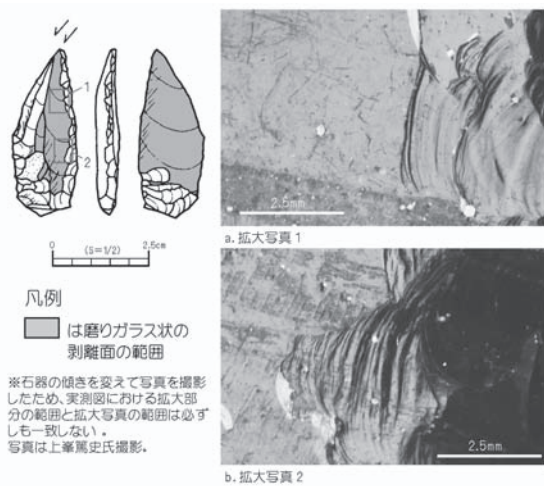 1
2
0 (S=1/2) 2.5cm
凡例
は磨りガラス状の
剥離面の範囲
※石器の傾きを変えて写真を撮影
したため、実測図における拡大部
分の範囲と拡大写真の範囲は必ず
しも一致しない。
写真は上峯篤史氏撮影。
2.5mm
a.拡大写真1
2.5mm
b.拡大写真2